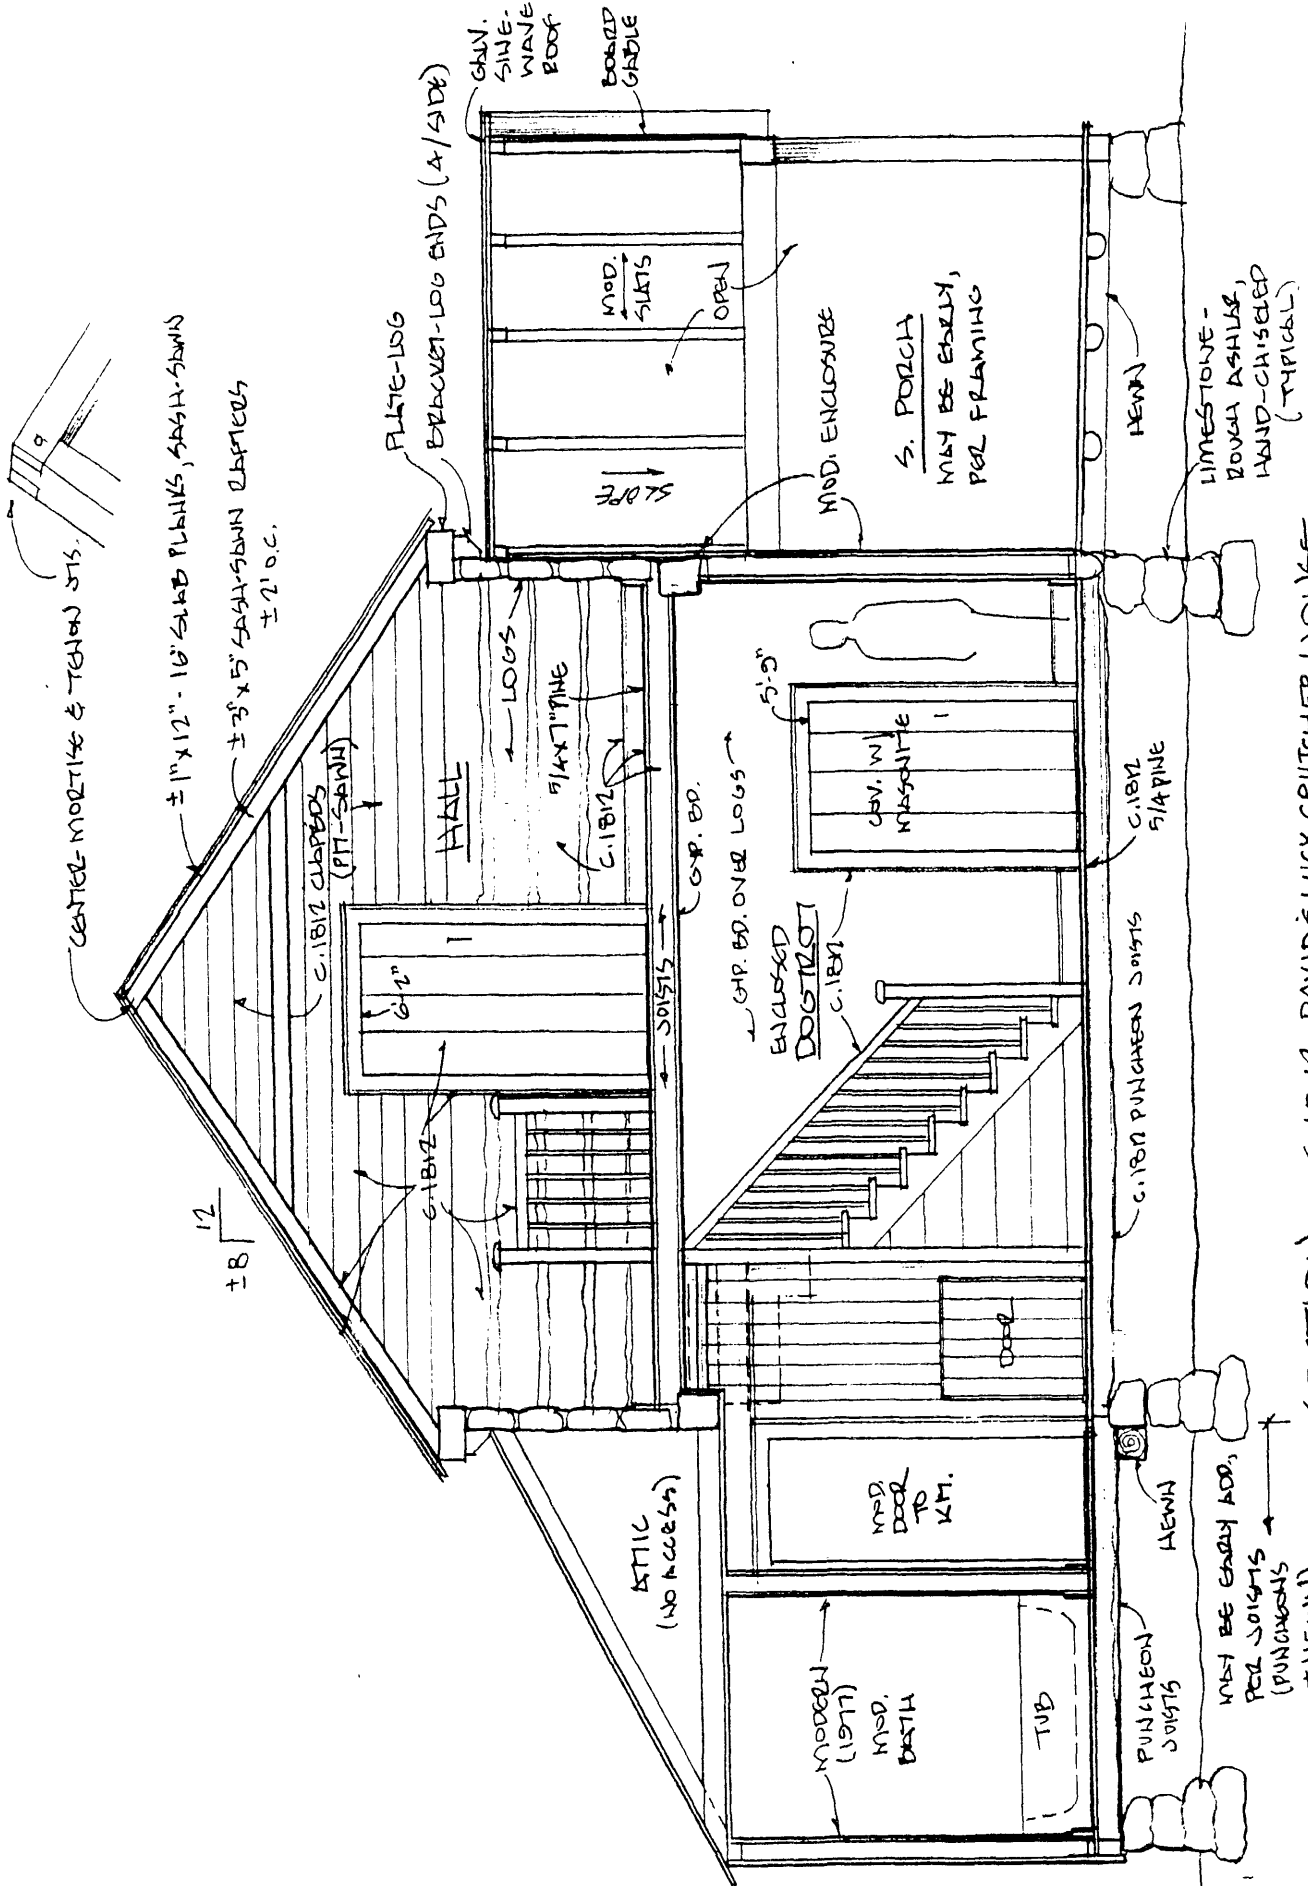 CENTER-MORTISE & TENON JTS.
±1"x12"-16" SLAB PLANKS, SASH-SAWN
±3"x5" SASH-SAWN RAFTERS
±2' O.C.
PLATE-LOG
BRACKET-LOG ENDS (4/SIDE)
GALV.
SINE-
WAVE
ROOF
BOARD
GABLE
±8
12
C.1812 CLAPBDS
(PIT-SAWN)
HALL
6'-2"
C.1812
LOGS
5/4x7" PINE
C.1812
JOISTS
GYP. BD.
MOD.
SLATS
OPEN
SLOPE
MOD. ENCLOSURE
S. PORCH
MAY BE EARLY,
PER FRAMING
ATTIC
(NO ACCESS)
GYP. BD. OVER LOGS
ENCLOSED
DOGTROT
C.1812
5'-9"
COV. W/
MASONITE
MODERN
(1977)
MOD.
BATH
TUB
MOD.
DOOR
TO
KIT.
DOOR
PUNCHEON
JOISTS
HEWN
C.1812 PUNCHEON JOISTS
C.1812
5/4 PINE
HEWN
LIMESTONE-
ROUGH ASHLAR,
HAND-CHISELED
(TYPICAL)
MAY BE EARLY ADD.,
PER JOISTS
(PUNCHEONS